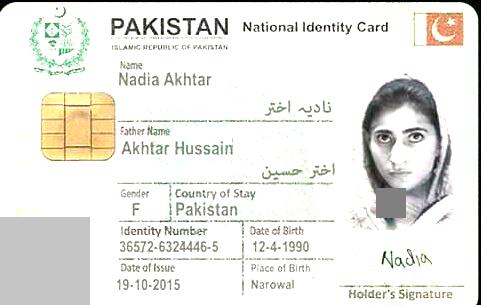 PAKISTAN National Identity Card
ISLAMIC REPUBLIC OF PAKISTAN
Name
Nadia Akhtar
نادیہ اختر
Father Name
Akhtar Hussain
اختر حسین
Gender Country of Stay
F Pakistan
Identity Number Date of Birth
36572-6324446-5 12-4-1990
Date of Issue Place of Birth
19-10-2015 Narowal
Nadia
Holder's Signature